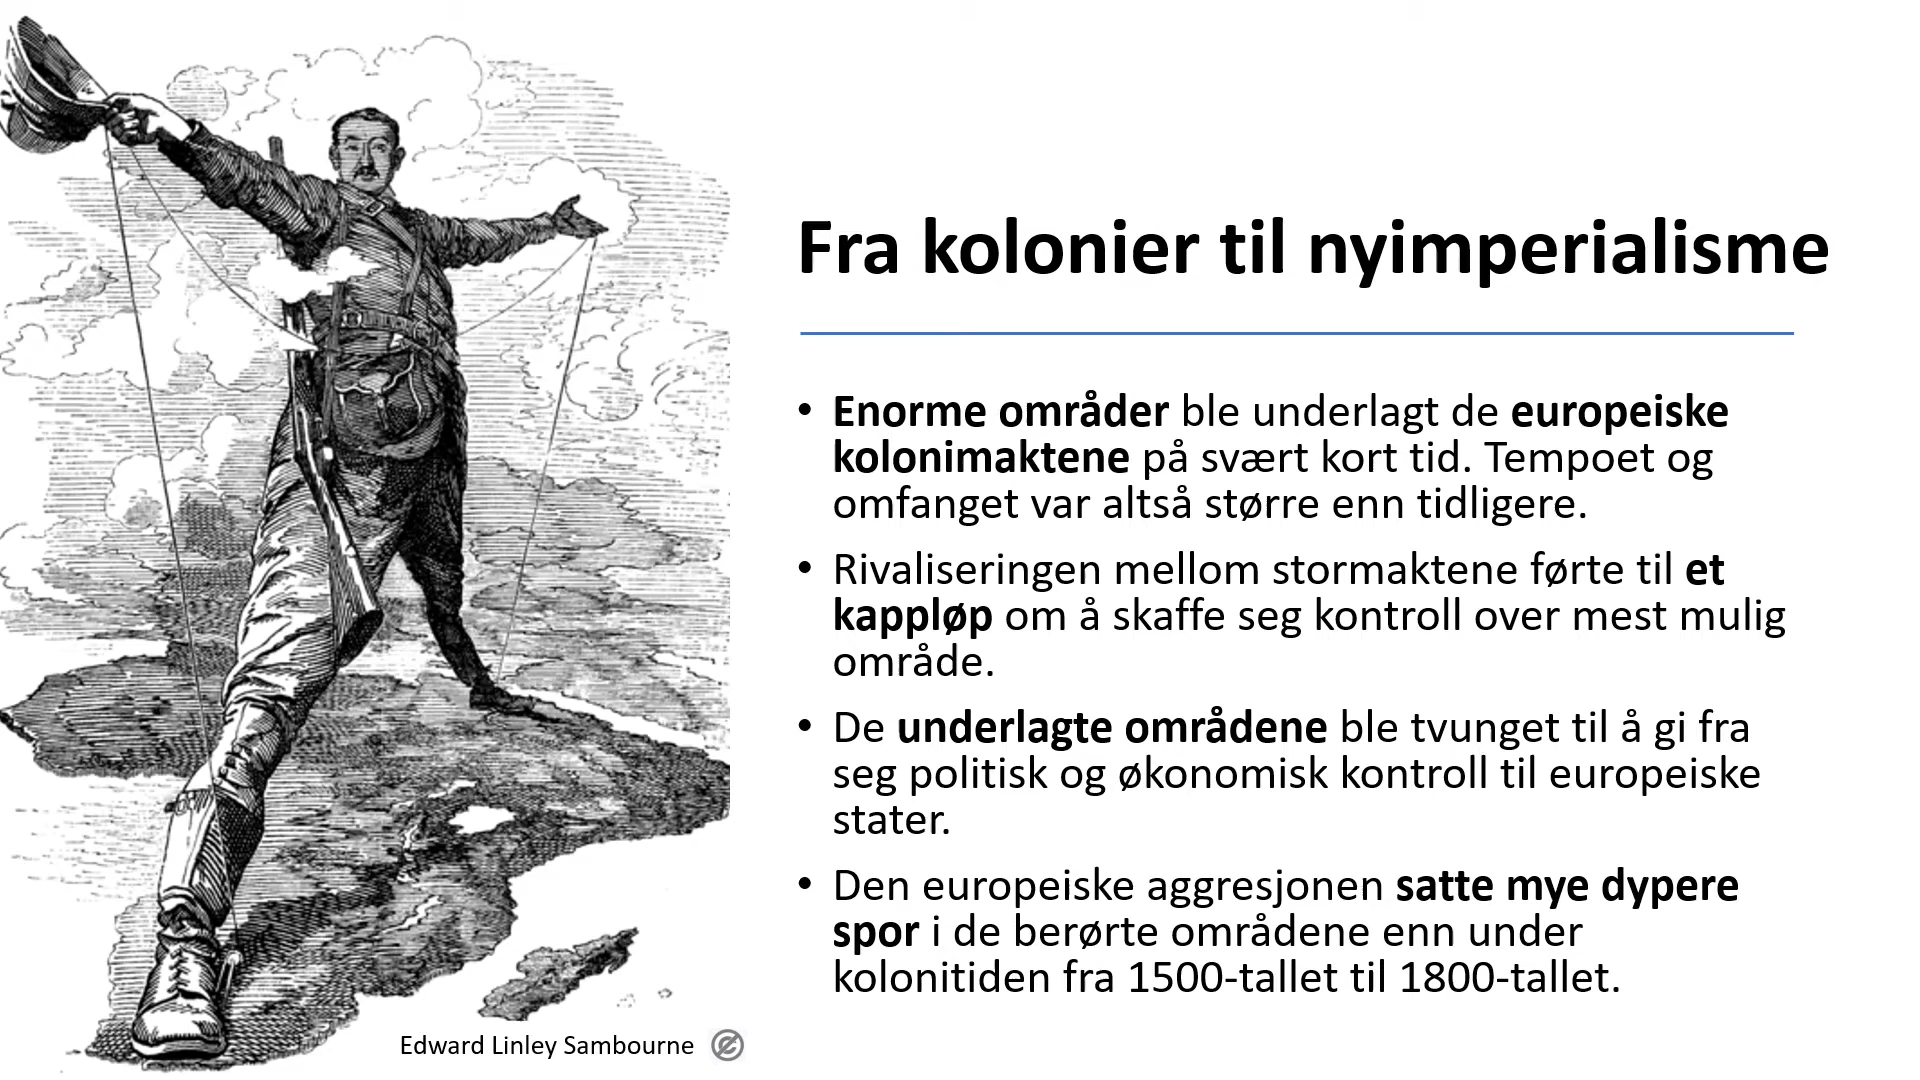 Fra kolonier til nyimperialisme
• Enorme områder ble underlagt de europeiske
kolonimaktene på svært kort tid. Tempoet og
omfanget var altså større enn tidligere.
• Rivaliseringen mellom stormaktene førte til et
kappløp om å skaffe seg kontroll over mest mulig
område.
• De underlagte områdene ble tvunget til å gi fra
seg politisk og økonomisk kontroll til europeiske
stater.
• Den europeiske aggresjonen satte mye dypere
spor i de berørte områdene enn under
kolonitiden fra 1500-tallet til 1800-tallet.
Edward Linley Sambourne